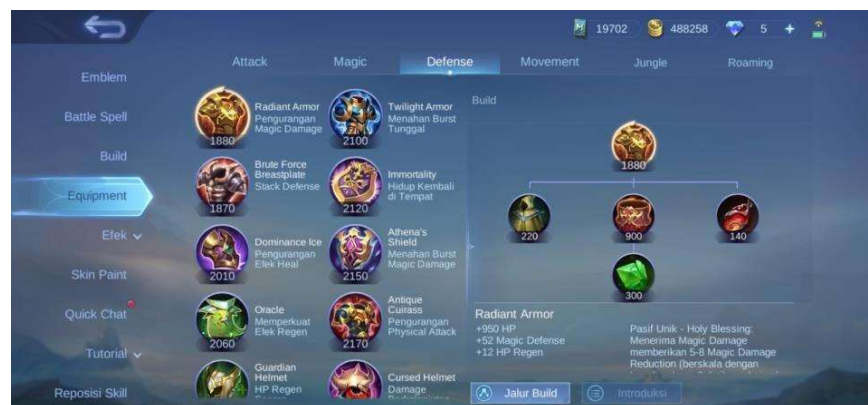 19702
488258
5
Emblem
Battle Spell
Build
Equipment
Efek
Skin Paint
Quick Chat
Tutorial
Reposisi Skill
Attack
Magic
Defense
Movement
Jungle
Roaming
Radiant Armor
Pengurangan
Magic Damage
1880
Twilight Armor
Menahan Burst
Tunggal
2100
Brute Force
Breastplate
Stack Defense
1870
Immortality
Hidup Kembali
di Tempat
2120
Dominance Ice
Pengurangan
Efek Heal
2010
Athena's
Shield
Menahan Burst
Magic Damage
2150
Oracle
Memperkuat
Efek Regen
2060
Antique
Cuirass
Pengurangan
Physical Attack
2170
Guardian
Helmet
HP Regen
Cursed Helmet
Damage
Build
1880
220
900
140
300
Radiant Armor
+950 HP
+52 Magic Defense
+12 HP Regen
Pasif Unik - Holy Blessing:
Menerima Magic Damage
memberikan 5-8 Magic Damage
Reduction (berskala dengan
Jalur Build
Introduksi